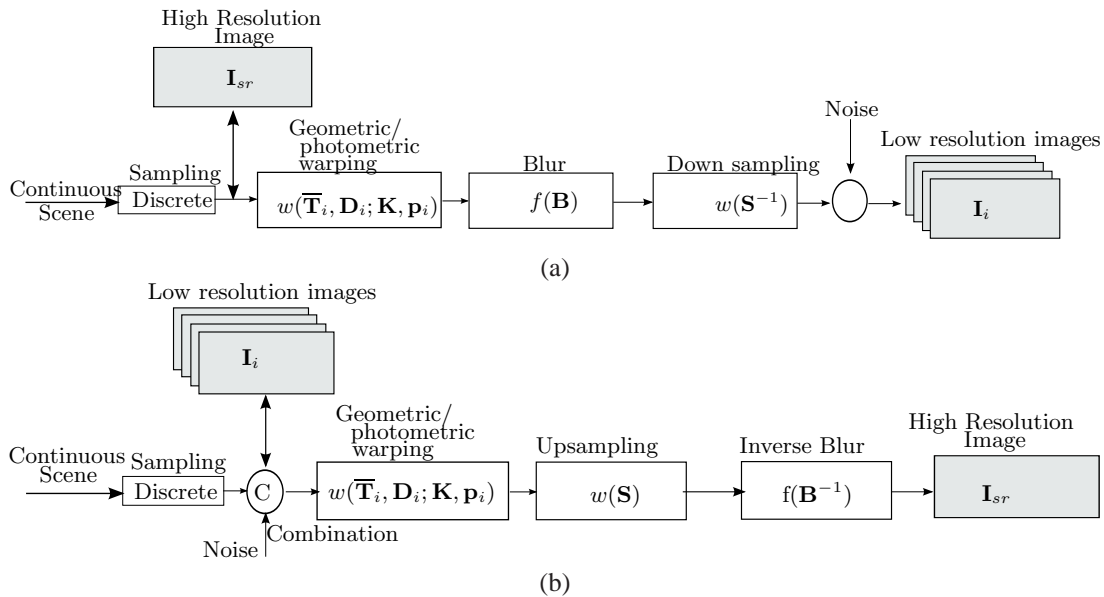 High Resolution
Image
I_sr
Noise
Geometric/
photometric
warping
Low resolution images
Sampling
Blur
Down sampling
Continuous
Scene
Discrete
w(T̅_i, D_i; K, p_i)
f(B)
w(S⁻¹)
I_i
(a)
Low resolution images
I_i
Geometric/
photometric
warping
High Resolution
Image
Continuous
Scene
Sampling
Upsampling
Inverse Blur
Discrete
C
w(T̅_i, D_i; K, p_i)
w(S)
f(B⁻¹)
I_sr
Combination
Noise
(b)